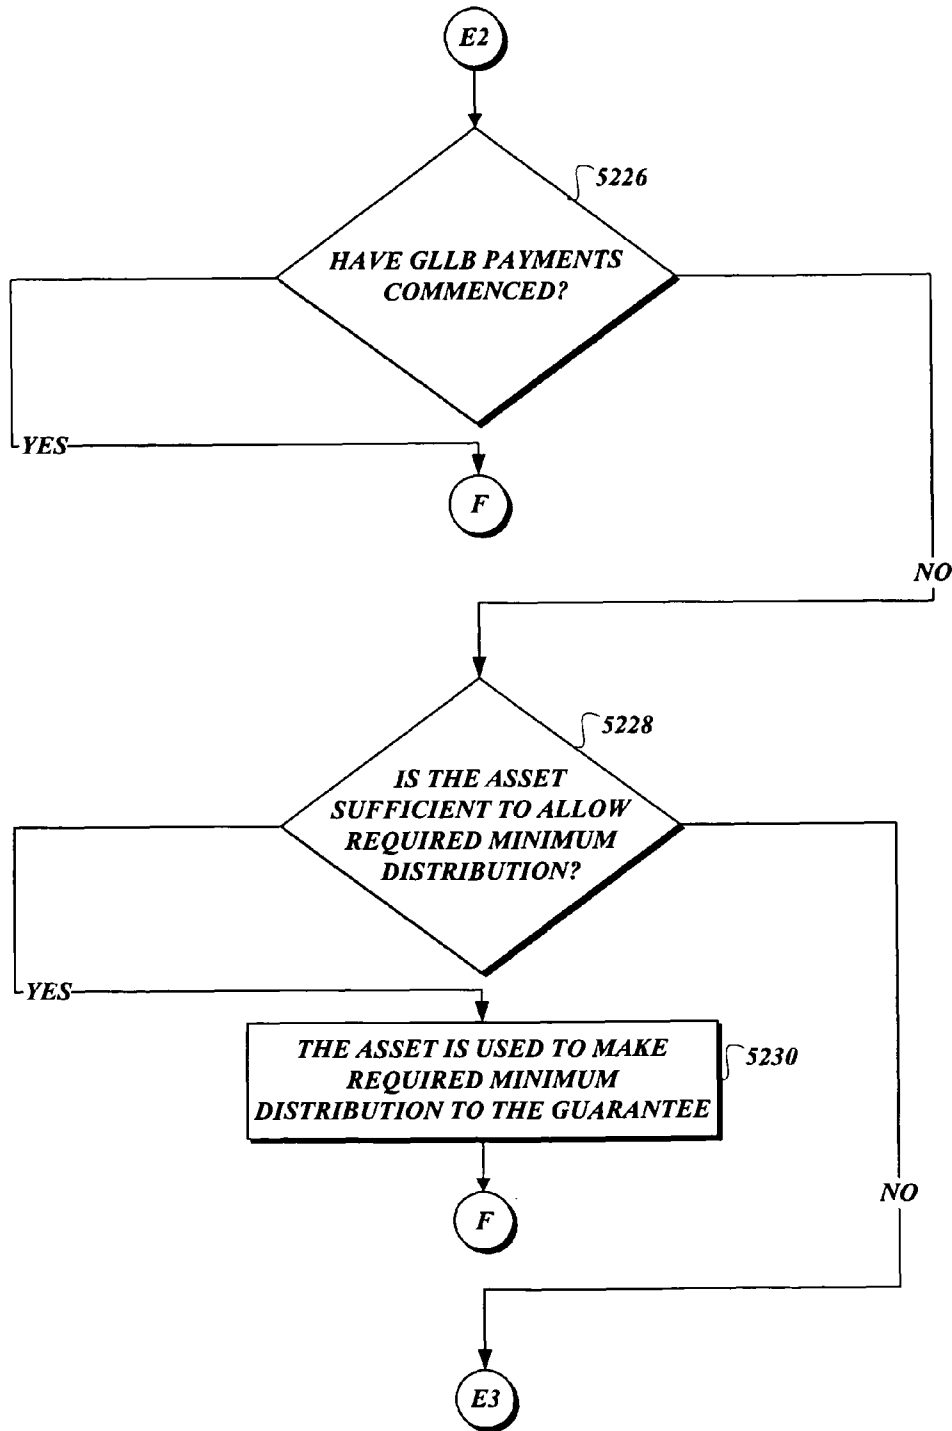 E2
5226
HAVE GLLB PAYMENTS
COMMENCED?
YES
F
NO
5228
IS THE ASSET
SUFFICIENT TO ALLOW
REQUIRED MINIMUM
DISTRIBUTION?
YES
THE ASSET IS USED TO MAKE
REQUIRED MINIMUM
DISTRIBUTION TO THE GUARANTEE
5230
F
NO
E3